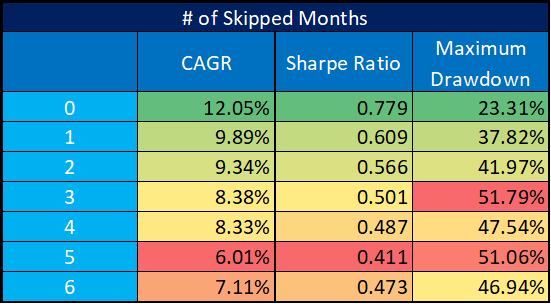 # of Skipped Months
CAGR Sharpe Ratio Maximum
Drawdown
0 12.05% 0.779 23.31%
1 9.89% 0.609 37.82%
2 9.34% 0.566 41.97%
3 8.38% 0.501 51.79%
4 8.33% 0.487 47.54%
5 6.01% 0.411 51.06%
6 7.11% 0.473 46.94%